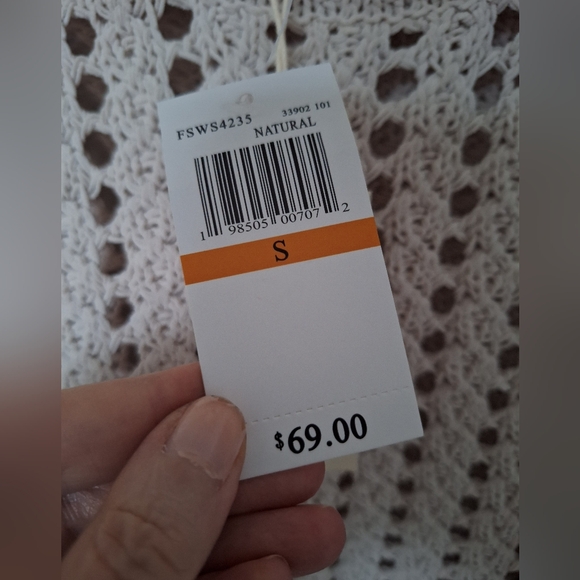 FSWS4235 33902 101
NATURAL
1 98505 00707 2
S
$69.00